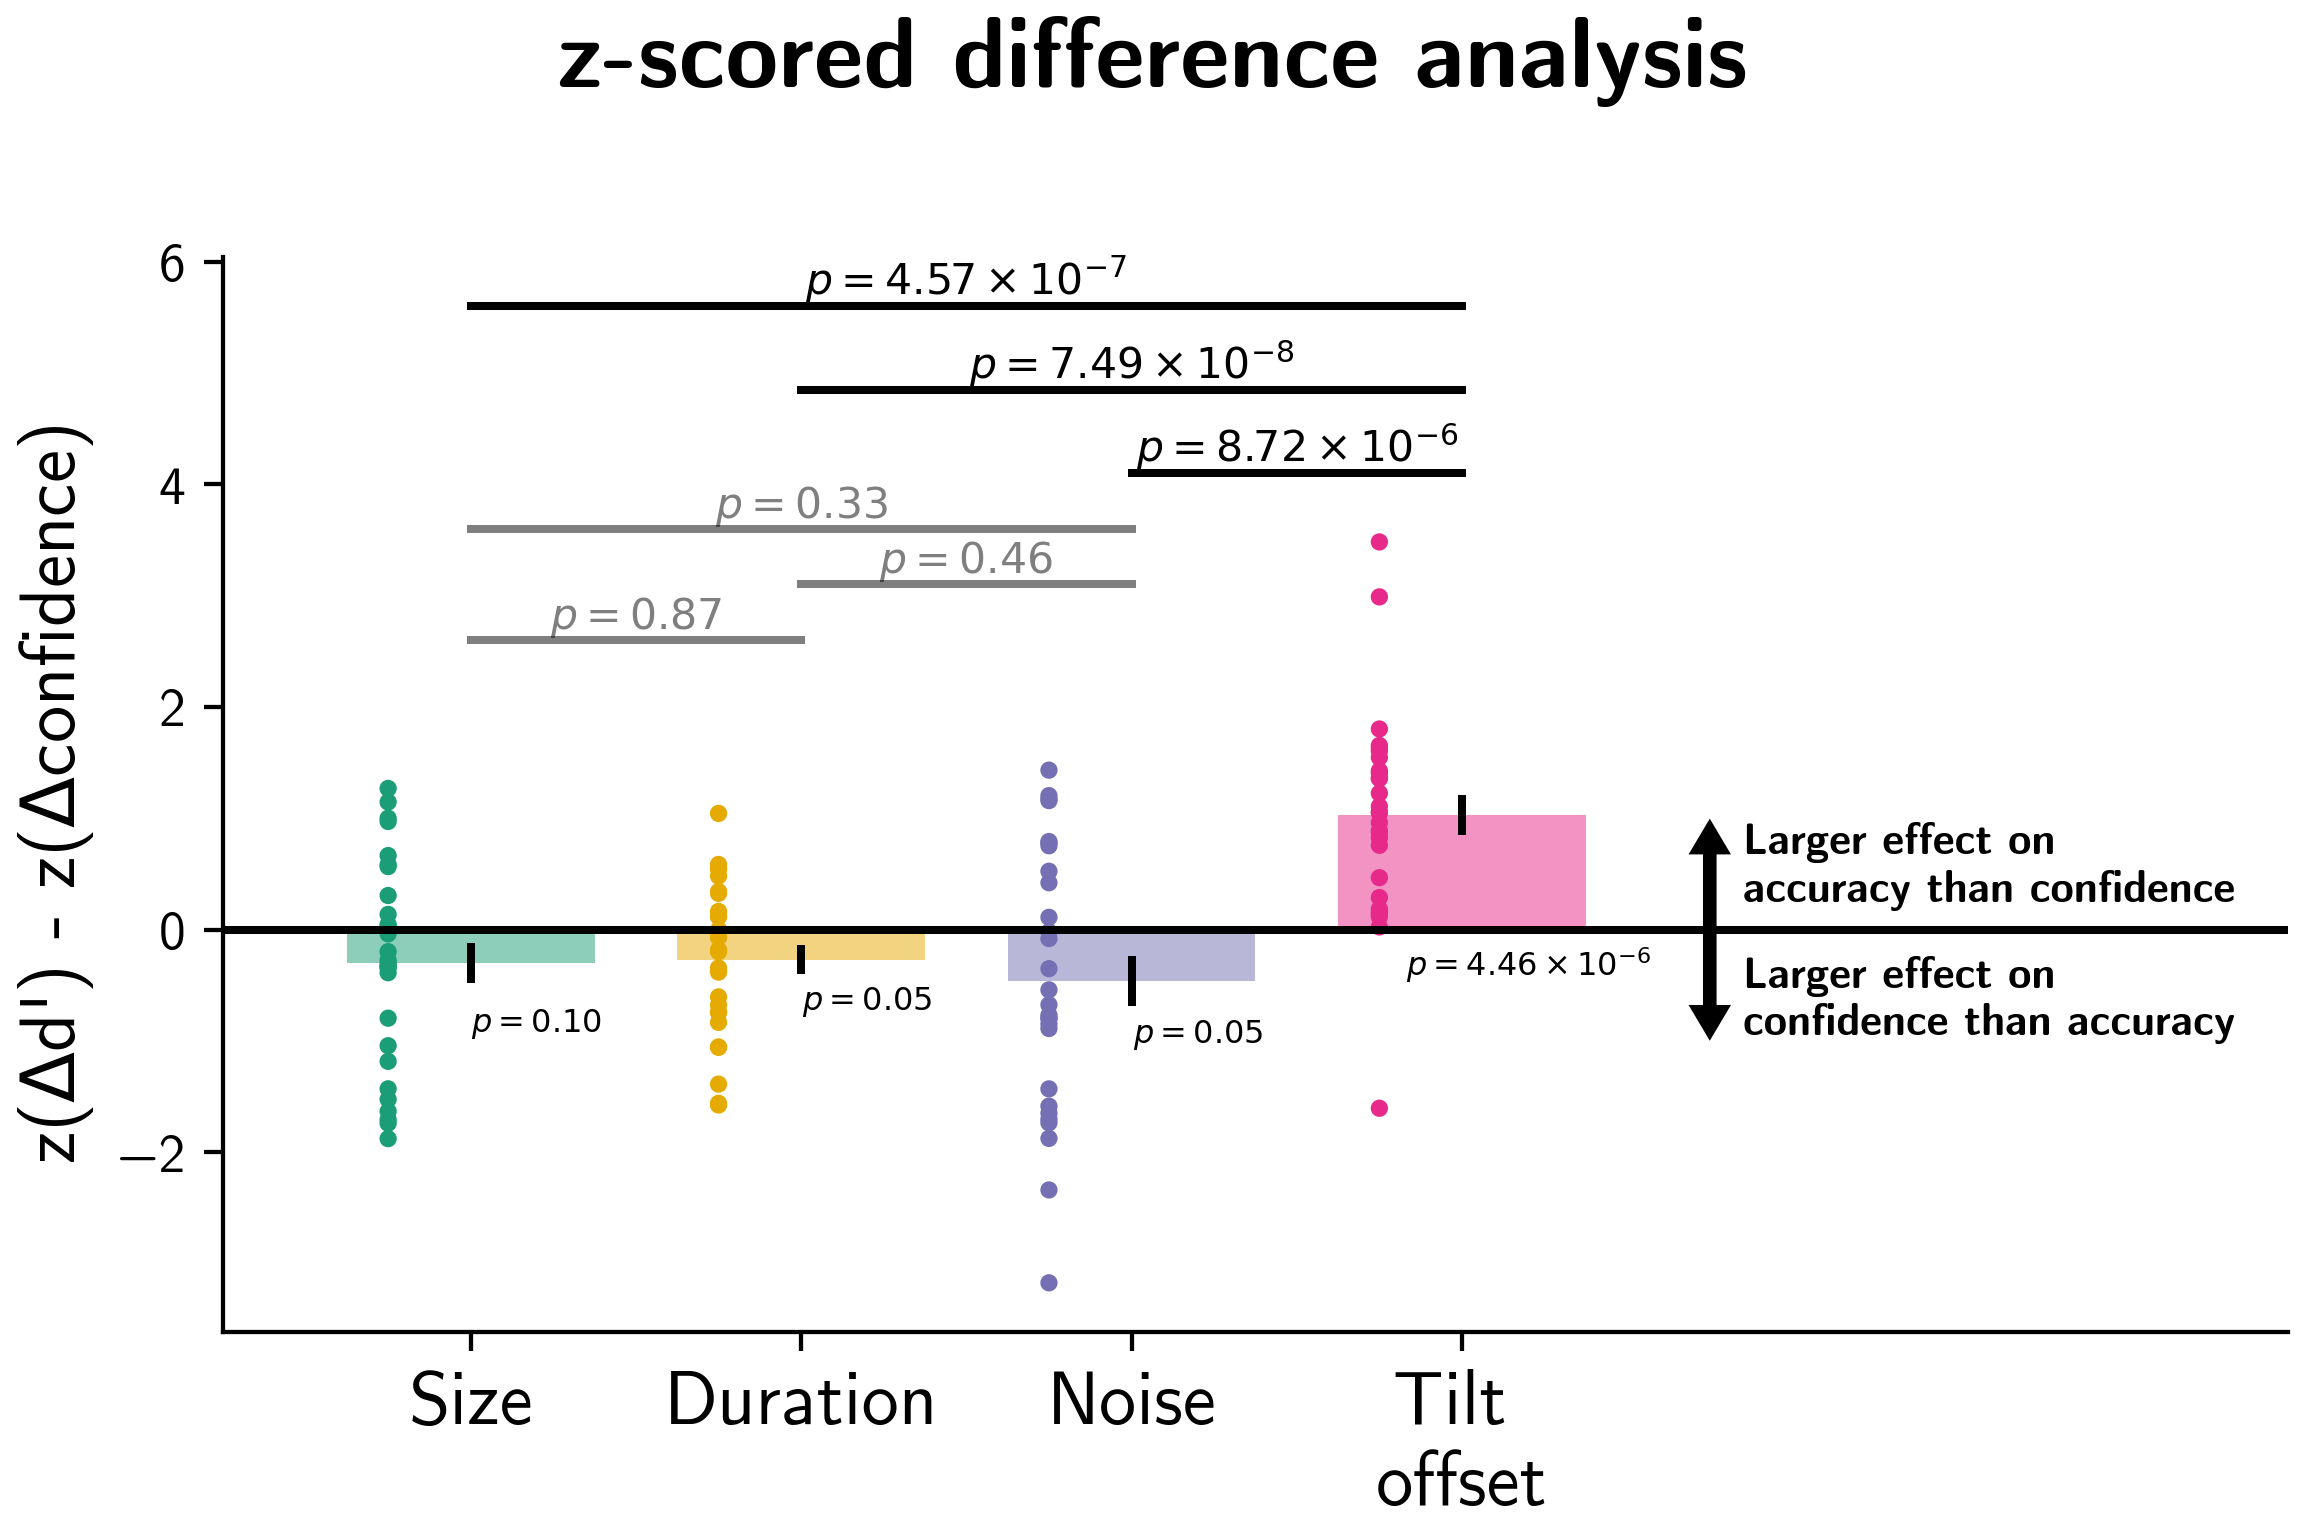 z-scored difference analysis
z(Δd') - z(Δconfidence)
6
4
2
0
−2
p = 4.57 × 10⁻⁷
p = 7.49 × 10⁻⁸
p = 8.72 × 10⁻⁶
p = 0.33
p = 0.46
p = 0.87
Larger effect on
accuracy than confidence
p = 4.46 × 10⁻⁶
Larger effect on
confidence than accuracy
p = 0.10
p = 0.05
p = 0.05
Size
Duration
Noise
Tilt
offset